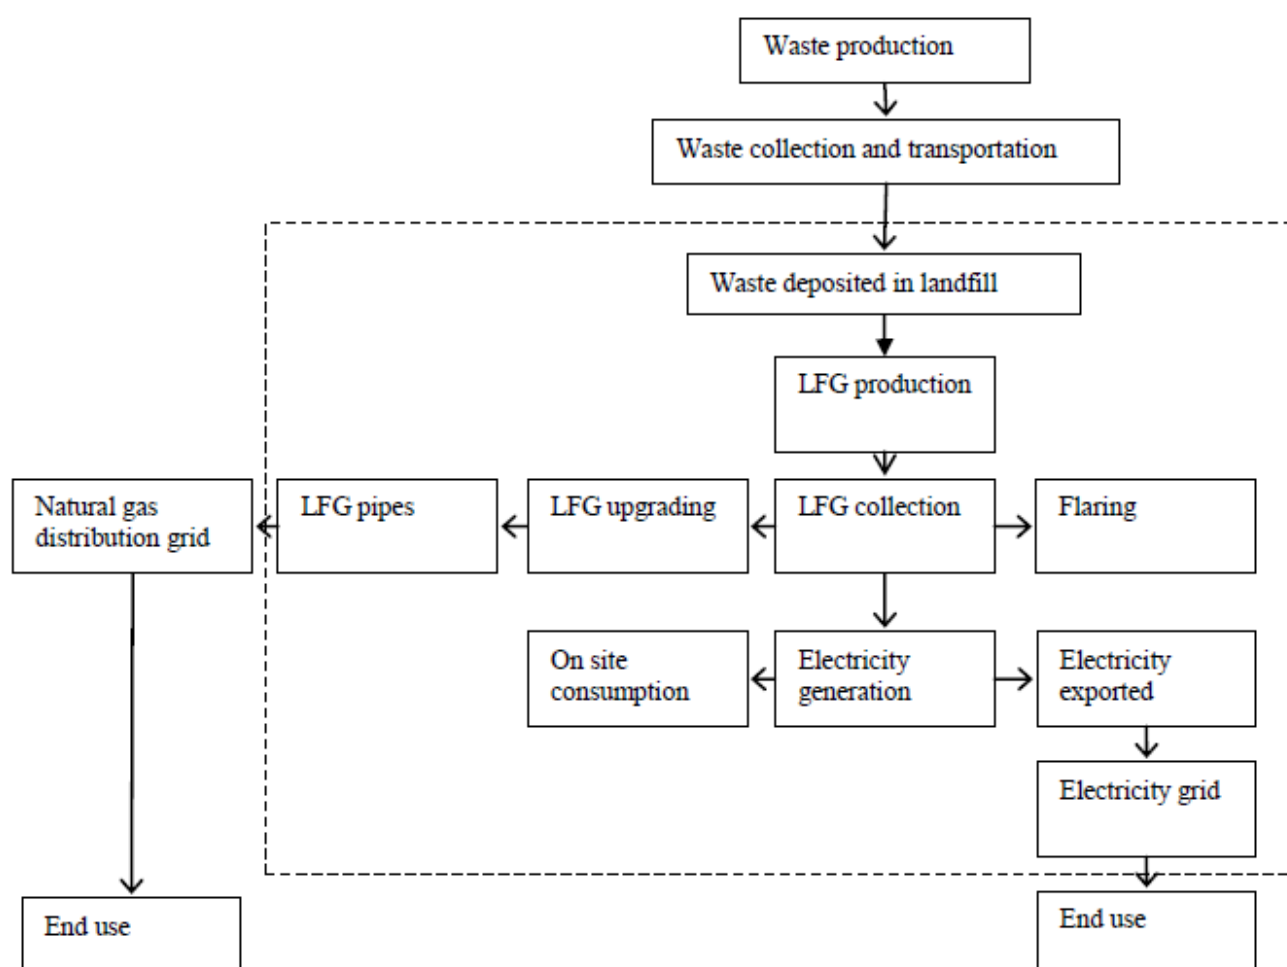 Waste production
Waste collection and transportation
Waste deposited in landfill
LFG production
Natural gas
distribution grid
LFG pipes
LFG upgrading
LFG collection
Flaring
On site
consumption
Electricity
generation
Electricity
exported
Electricity grid
End use
End use